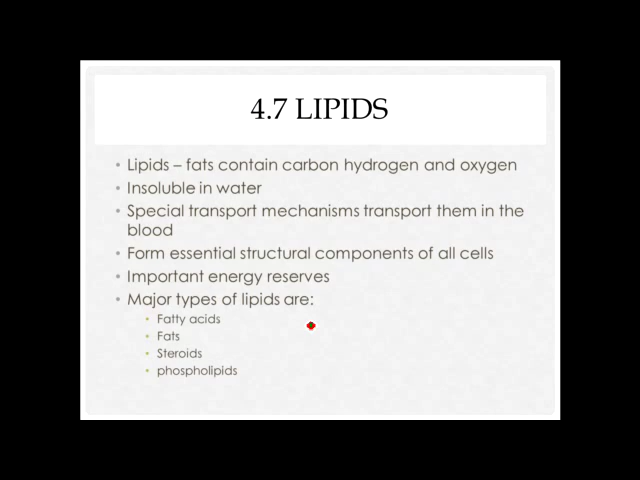 4.7 LIPIDS
• Lipids – fats contain carbon hydrogen and oxygen
• Insoluble in water
• Special transport mechanisms transport them in the
blood
• Form essential structural components of all cells
• Important energy reserves
• Major types of lipids are:
• Fatty acids
• Fats
• Steroids
• phospholipids